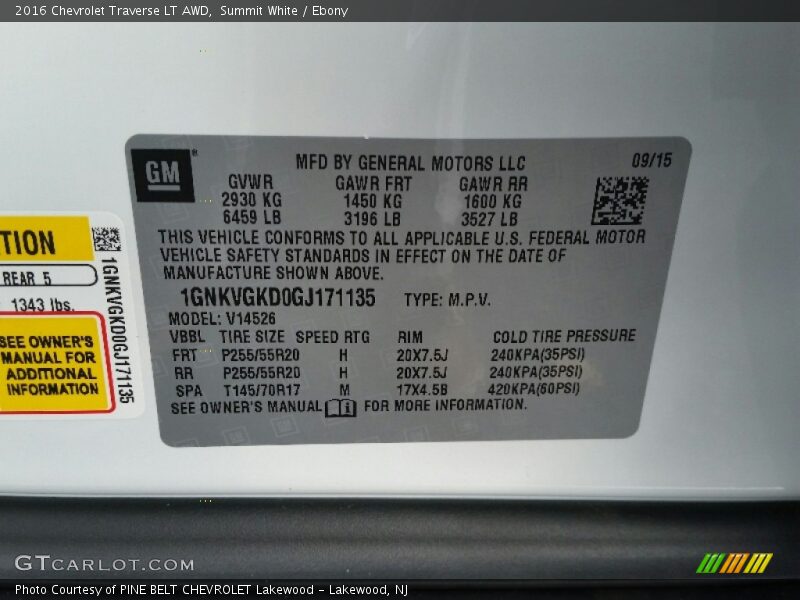 2016 Chevrolet Traverse LT AWD, Summit White / Ebony
GM
MFD BY GENERAL MOTORS LLC 09/15
GVWR GAWR FRT GAWR RR
2930 KG 1450 KG 1600 KG
6459 LB 3196 LB 3527 LB
THIS VEHICLE CONFORMS TO ALL APPLICABLE U.S. FEDERAL MOTOR
VEHICLE SAFETY STANDARDS IN EFFECT ON THE DATE OF
MANUFACTURE SHOWN ABOVE.
1GNKVGKD0GJ171135 TYPE: M.P.V.
MODEL: V14526
VBBL TIRE SIZE SPEED RTG RIM COLD TIRE PRESSURE
FRT P255/55R20 H 20X7.5J 240KPA(35PSI)
RR P255/55R20 H 20X7.5J 240KPA(35PSI)
SPA T145/70R17 M 17X4.5B 420KPA(60PSI)
SEE OWNER'S MANUAL FOR MORE INFORMATION.
TION
REAR 5
1343 lbs.
SEE OWNER'S
MANUAL FOR
ADDITIONAL
INFORMATION
1GNKVGKD0GJ171135
GTCARLOT.COM
Photo Courtesy of PINE BELT CHEVROLET Lakewood - Lakewood, NJ